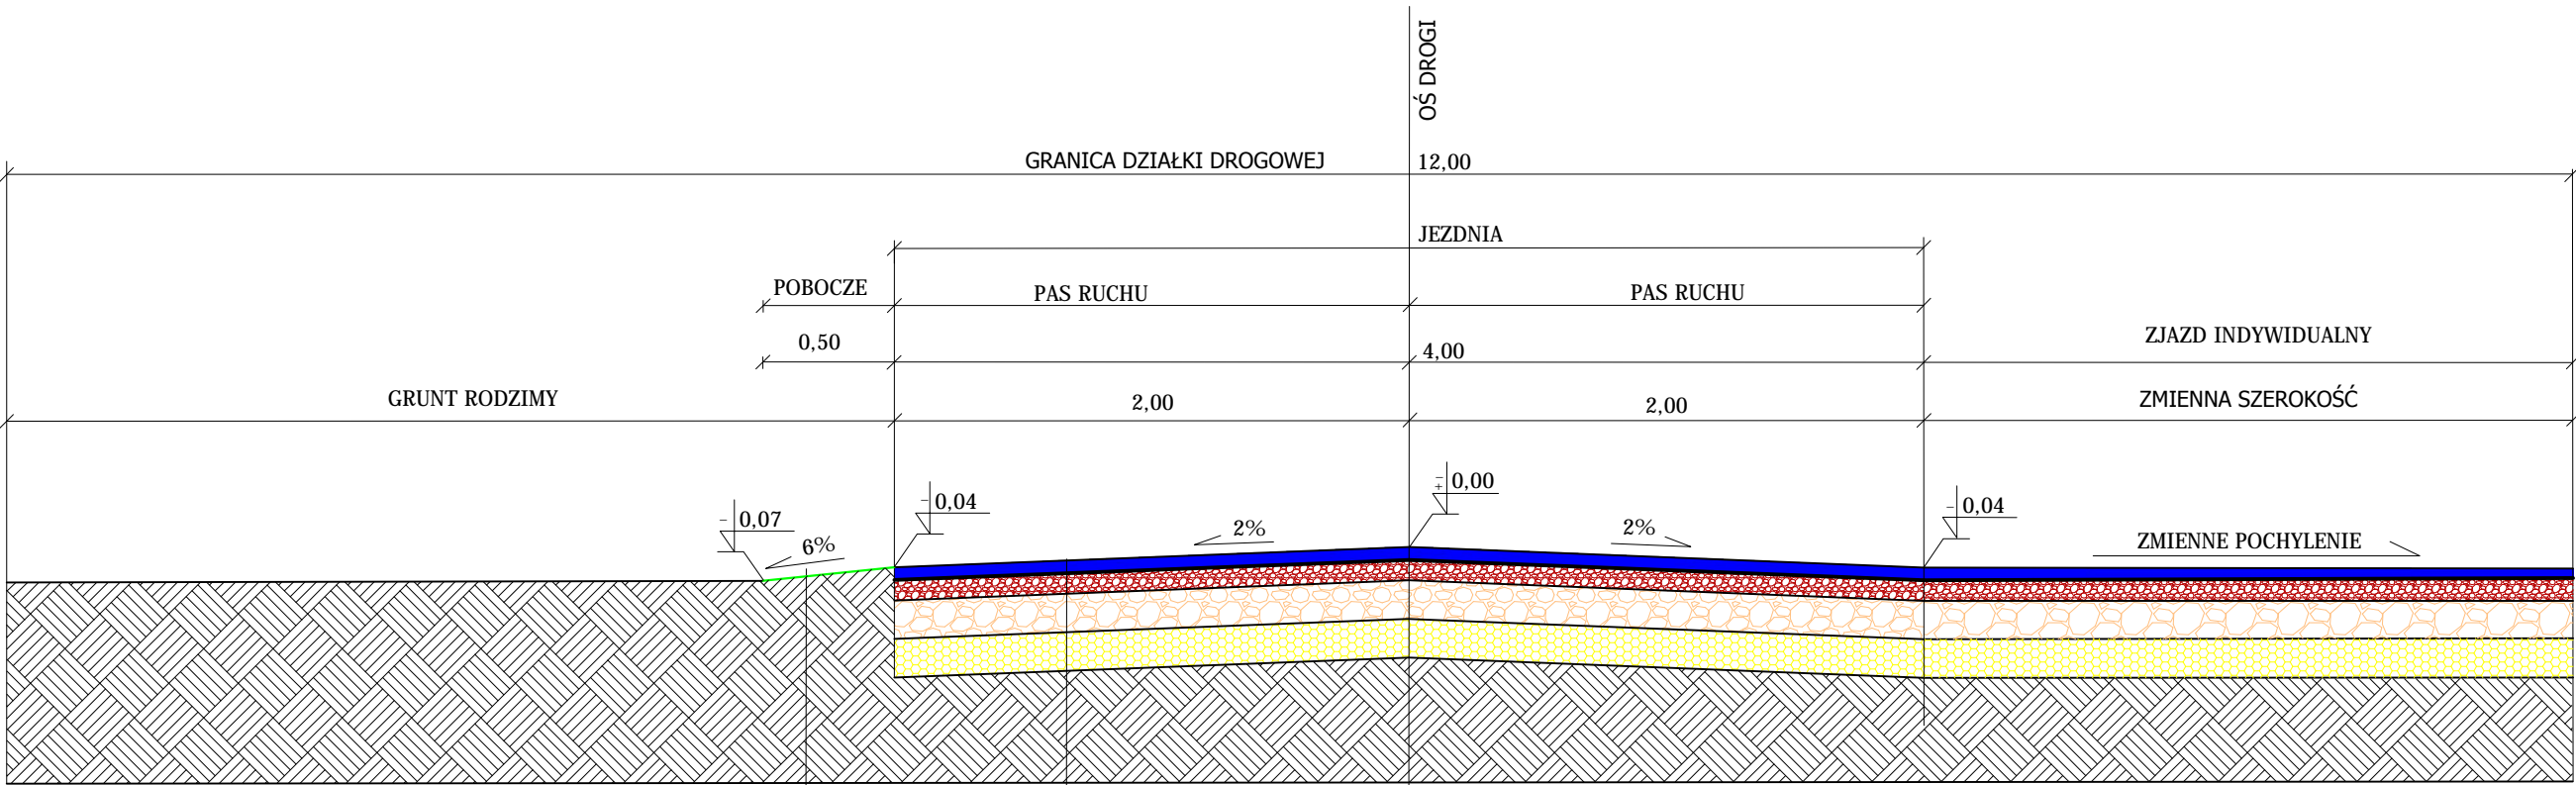 OŚ DROGI
GRANICA DZIAŁKI DROGOWEJ 12,00
JEZDNIA
POBOCZE PAS RUCHU PAS RUCHU
0,50 4,00 ZJAZD INDYWIDUALNY
GRUNT RODZIMY 2,00 2,00 ZMIENNA SZEROKOŚĆ
-0,07 -0,04 ±0,00 -0,04
6% 2% 2% ZMIENNE POCHYLENIE